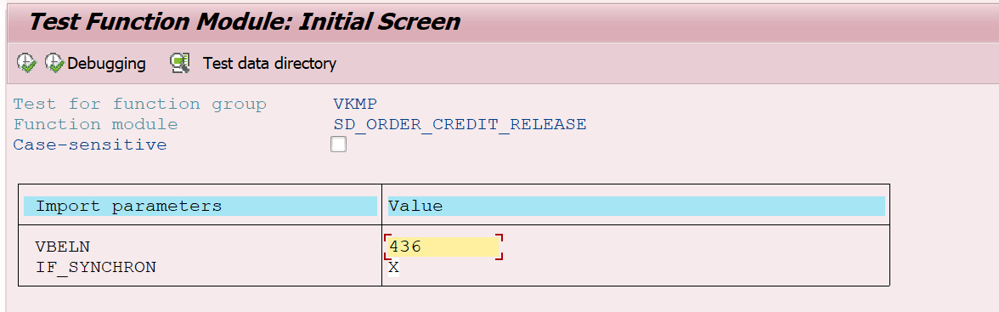 Test Function Module: Initial Screen
Debugging Test data directory
Test for function group VKMP
Function module SD_ORDER_CREDIT_RELEASE
Case-sensitive
Import parameters Value
VBELN 436
IF_SYNCHRON X